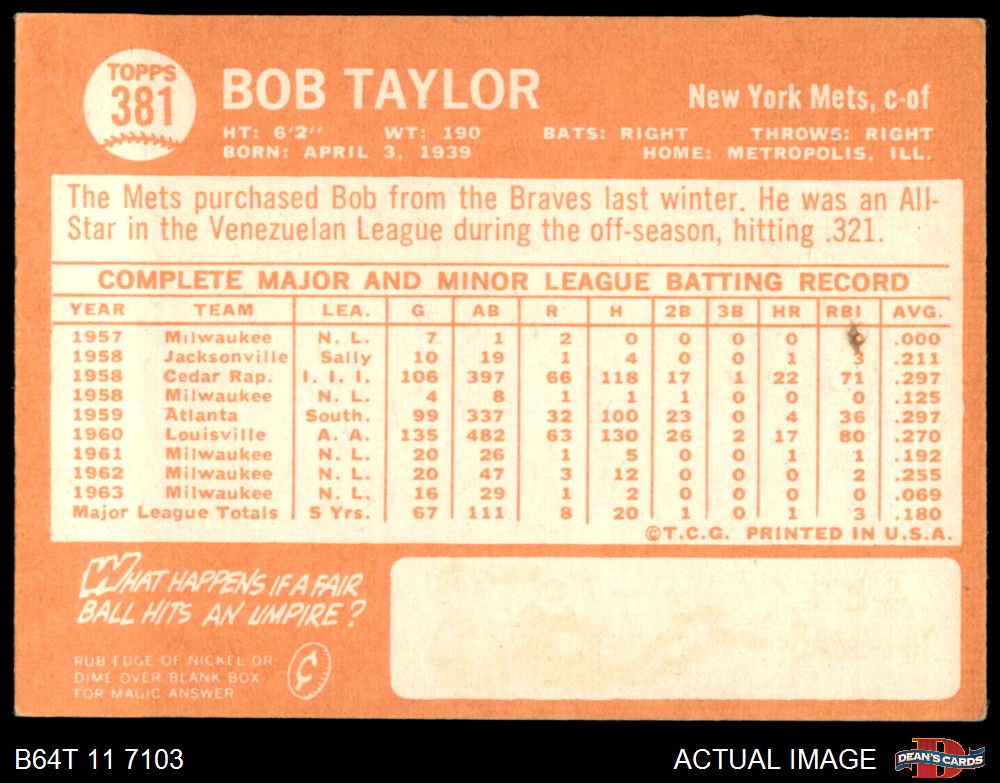 TOPPS
381
BOB TAYLOR
New York Mets, c-of
HT: 6'2" WT: 190 BATS: RIGHT THROWS: RIGHT
BORN: APRIL 3, 1939 HOME: METROPOLIS, ILL.
The Mets purchased Bob from the Braves last winter. He was an All-
Star in the Venezuelan League during the off-season, hitting .321.
COMPLETE MAJOR AND MINOR LEAGUE BATTING RECORD
YEAR TEAM LEA. G AB R H 2B 3B HR RBI AVG.
1957 Milwaukee N. L. 7 1 2 0 0 0 0 0 .000
1958 Jacksonville Sally 10 19 1 4 0 0 1 3 .211
1958 Cedar Rap. I. I. I. 106 397 66 118 17 1 22 71 .297
1958 Milwaukee N. L. 4 8 1 1 1 0 0 0 .125
1959 Atlanta South. 99 337 32 100 23 0 4 36 .297
1960 Louisville A. A. 135 482 63 130 26 2 17 80 .270
1961 Milwaukee N. L. 20 26 1 5 0 0 1 1 .192
1962 Milwaukee N. L. 20 47 3 12 0 0 0 2 .255
1963 Milwaukee N. L. 16 29 1 2 0 0 0 0 .069
Major League Totals 5 Yrs. 67 111 8 20 1 0 1 3 .180
©T.C.G. PRINTED IN U.S.A.
WHAT HAPPENS IF A FAIR
BALL HITS AN UMPIRE?
RUB EDGE OF NICKEL OR
DIME OVER BLANK BOX
FOR MAGIC ANSWER
¢
B64T 11 7103
ACTUAL IMAGE
DEAN'S CARDS